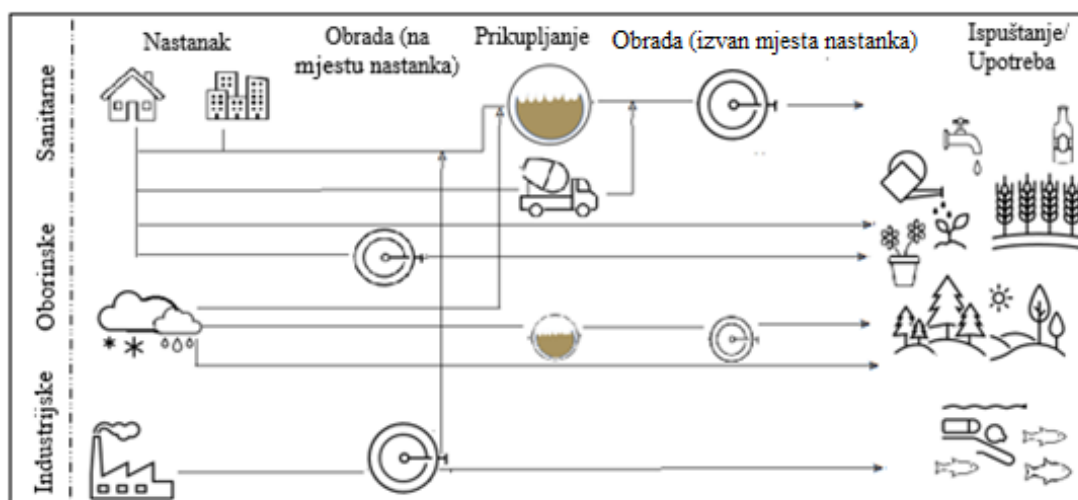 Nastanak
Obrada (na
mjestu nastanka)
Prikupljanje
Obrada (izvan mjesta nastanka)
Ispuštanje/
Upotreba
Sanitarne
Oborinske
Industrijske